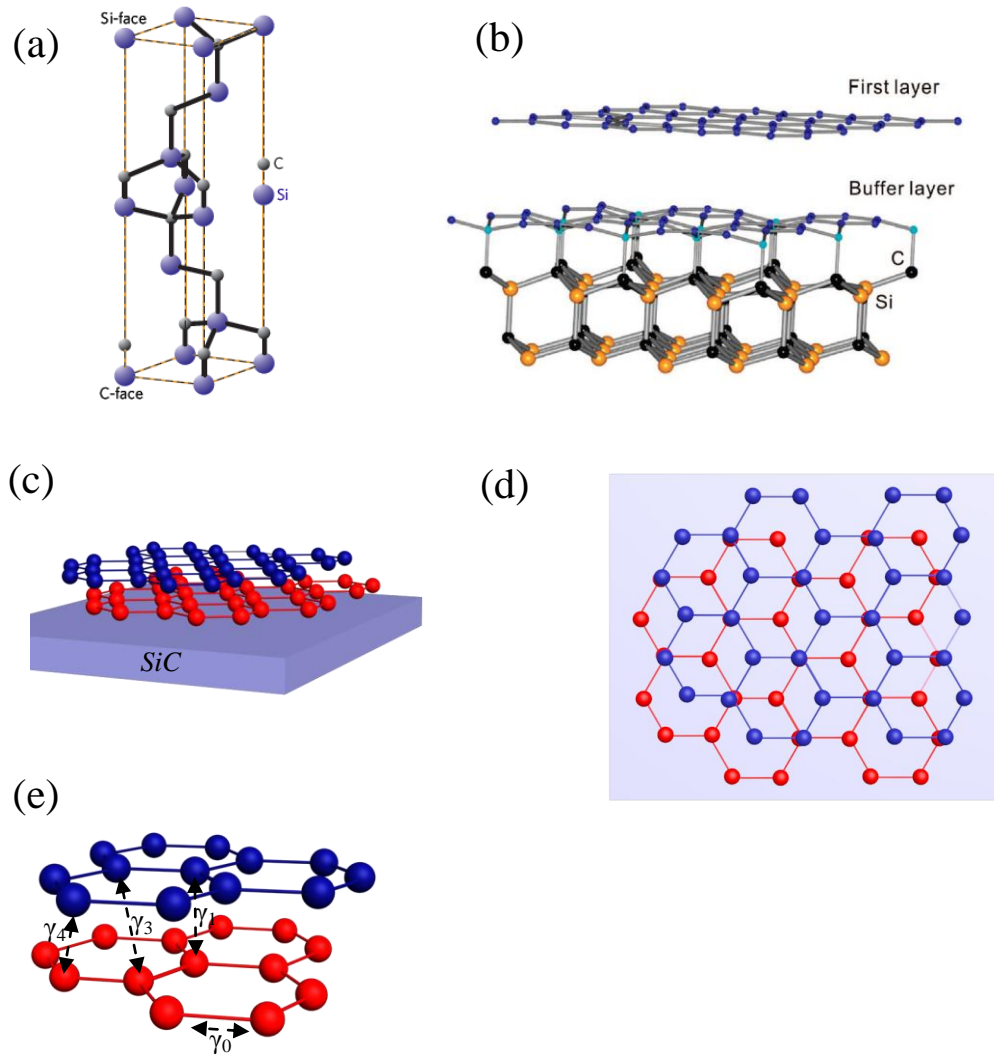 (a)
Si-face
C
Si
C-face
(b)
First layer
Buffer layer
C
Si
(c)
SiC
(d)
(e)
γ4
γ3
γ1
γ0